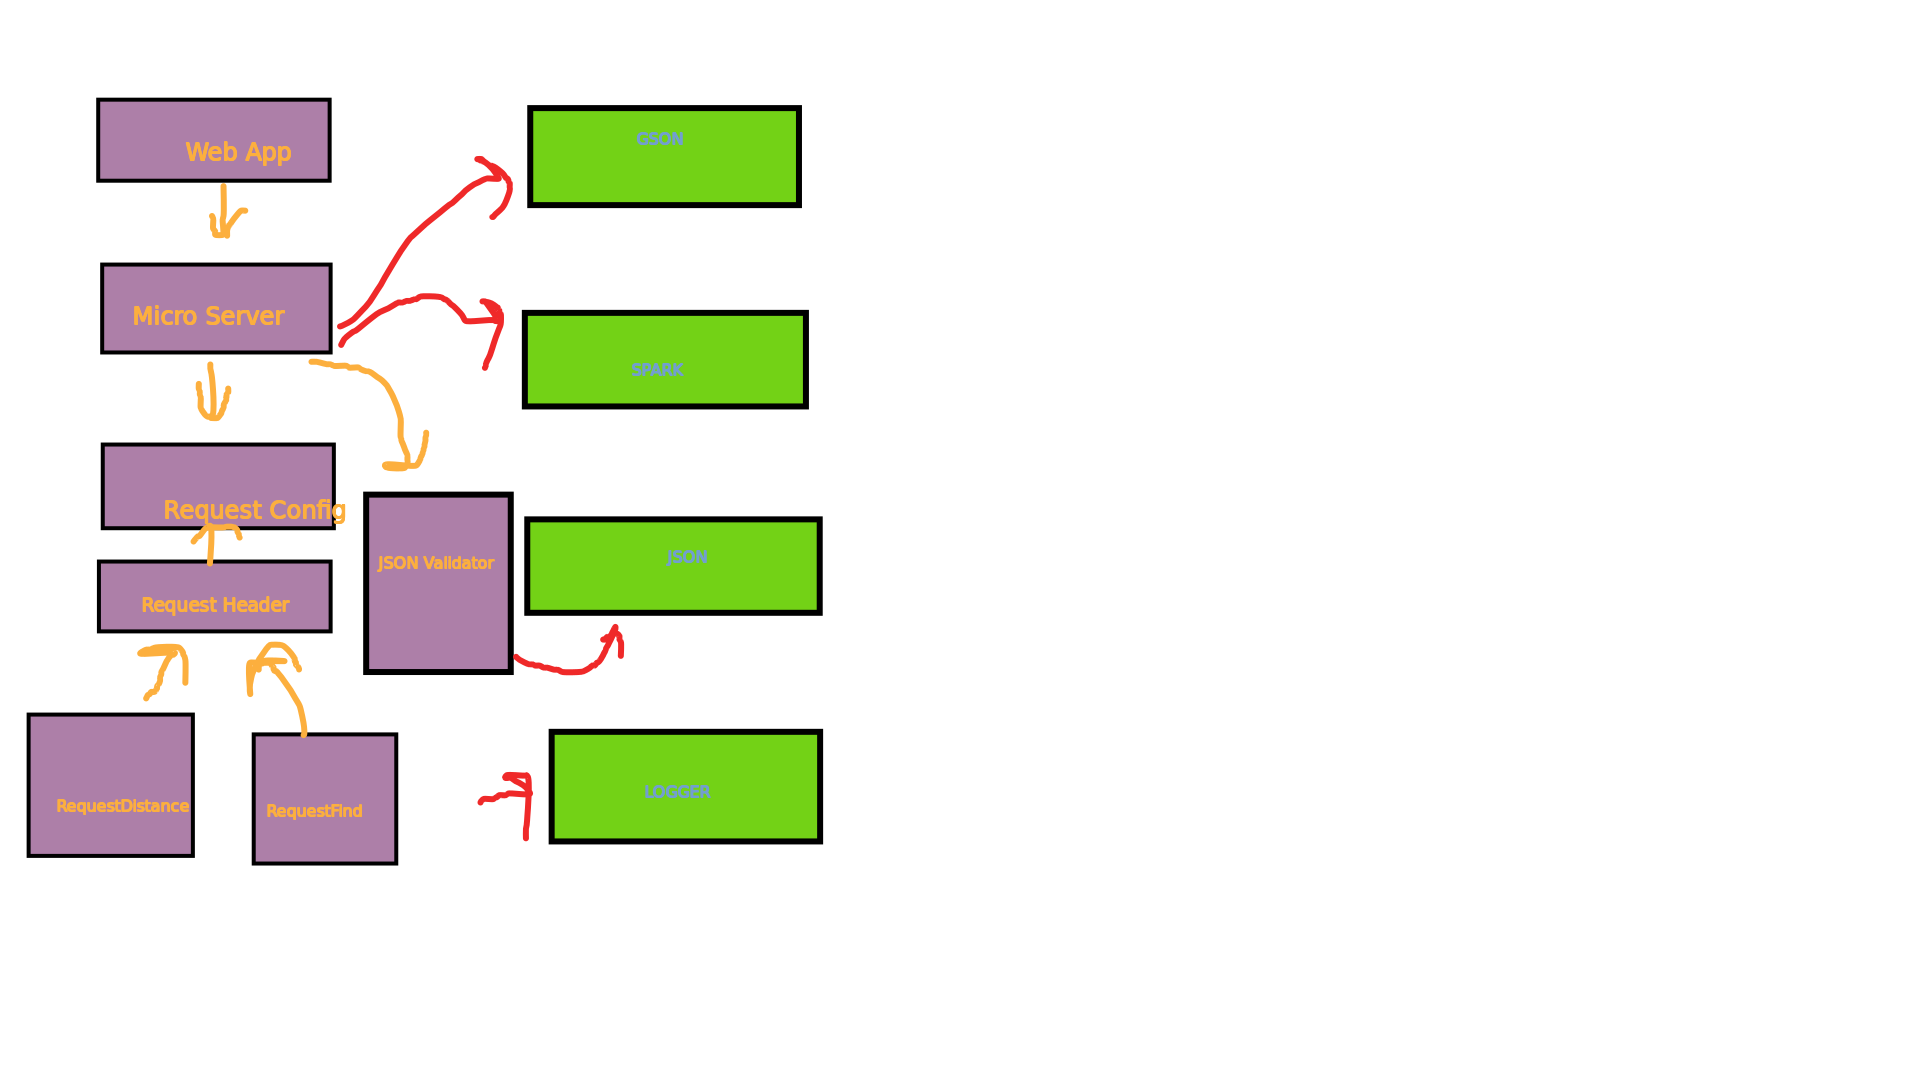 Web App
GSON
Micro Server
SPARK
Request Config
JSON Validator
JSON
Request Header
RequestDistance
RequestFind
LOGGER